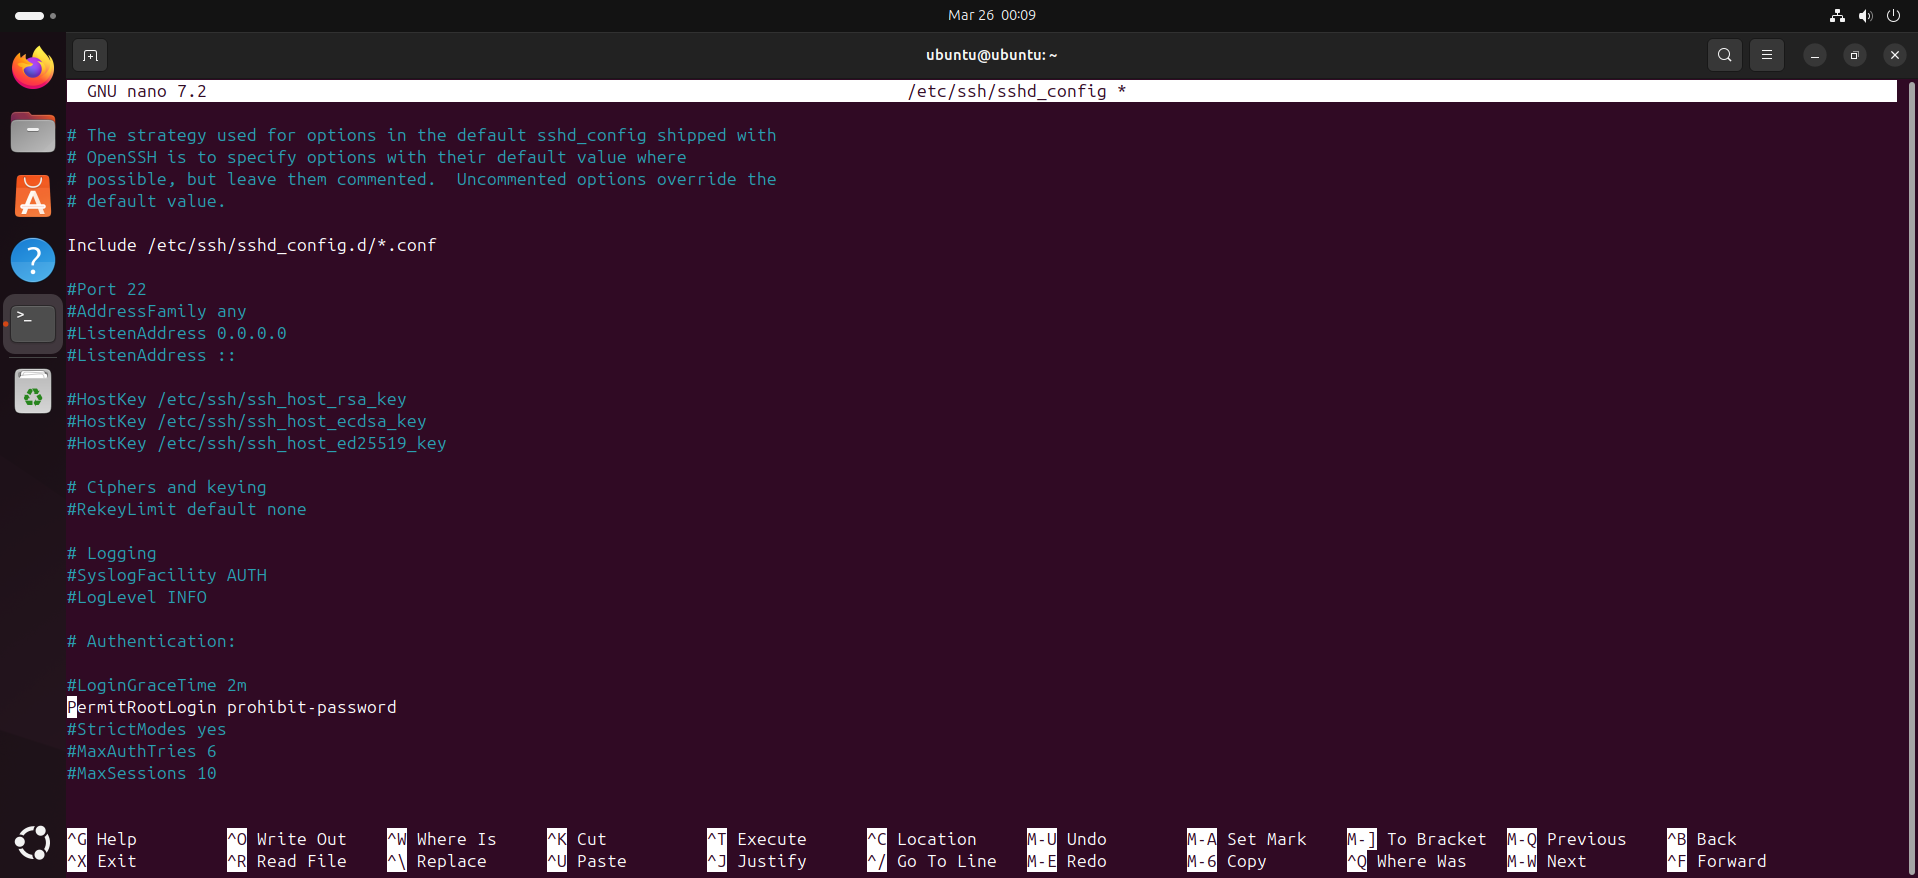 Mar 26 00:09
ubuntu@ubuntu: ~
GNU nano 7.2 /etc/ssh/sshd_config *
# The strategy used for options in the default sshd_config shipped with
# OpenSSH is to specify options with their default value where
# possible, but leave them commented.  Uncommented options override the
# default value.
Include /etc/ssh/sshd_config.d/*.conf
#Port 22
#AddressFamily any
#ListenAddress 0.0.0.0
#ListenAddress ::
#HostKey /etc/ssh/ssh_host_rsa_key
#HostKey /etc/ssh/ssh_host_ecdsa_key
#HostKey /etc/ssh/ssh_host_ed25519_key
# Ciphers and keying
#RekeyLimit default none
# Logging
#SyslogFacility AUTH
#LogLevel INFO
# Authentication:
#LoginGraceTime 2m
PermitRootLogin prohibit-password
#StrictModes yes
#MaxAuthTries 6
#MaxSessions 10
^G Help ^O Write Out ^W Where Is ^K Cut ^T Execute ^C Location M-U Undo M-A Set Mark M-] To Bracket M-Q Previous ^B Back
^X Exit ^R Read File ^\ Replace ^U Paste ^J Justify ^/ Go To Line M-E Redo M-6 Copy ^Q Where Was M-W Next ^F Forward